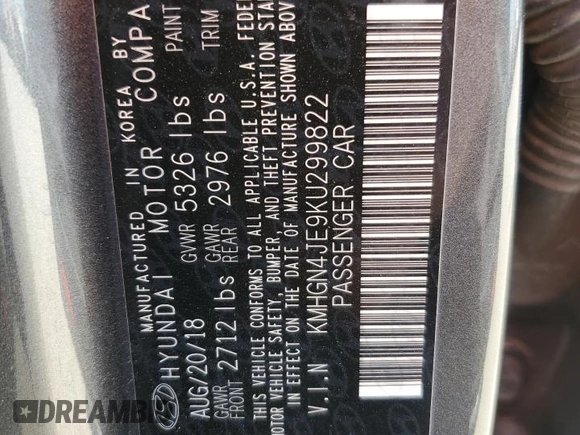 MANUFACTURED IN KOREA BY
HYUNDAI MOTOR COMPA
AUG/20/18 GVWR 5326 lbs PAINT
GAWR FRONT 2712 lbs GAWR REAR 2976 lbs TRIM
THIS VEHICLE CONFORMS TO ALL APPLICABLE U.S.A. FEDE
MOTOR VEHICLE SAFETY, BUMPER, AND THEFT PREVENTION STAN
IN EFFECT ON THE DATE OF MANUFACTURE SHOWN ABOV
V.I.N KMHGN4JE9KU299822
PASSENGER CAR
DREAMBI